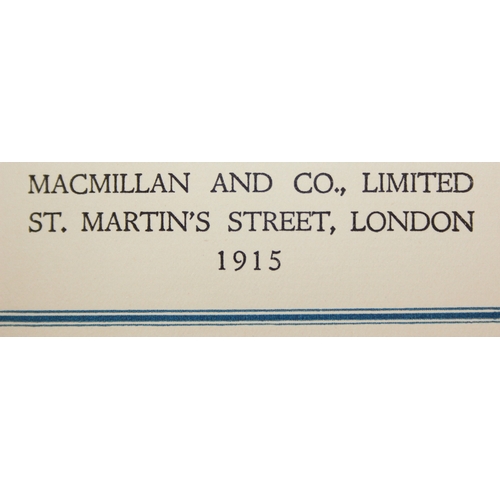 MACMILLAN AND CO., LIMITED
ST. MARTIN'S STREET, LONDON
1915